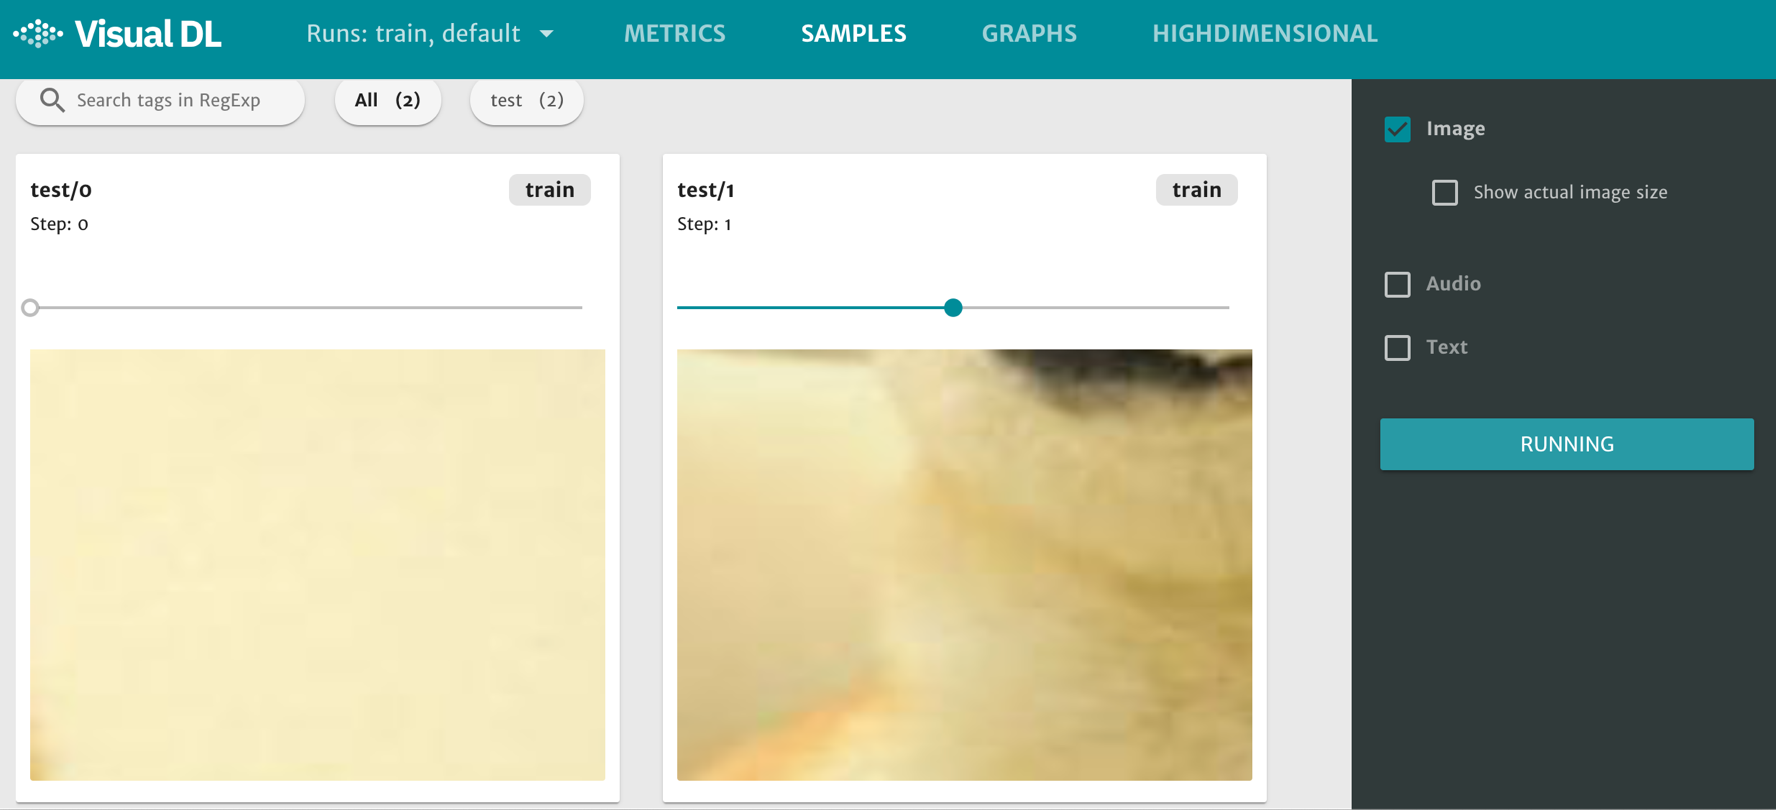 Visual DL
Runs: train, default
METRICS
SAMPLES
GRAPHS
HIGHDIMENSIONAL
Search tags in RegExp
All (2)
test (2)
test/0
train
Step: 0
test/1
train
Step: 1
Image
Show actual image size
Audio
Text
RUNNING